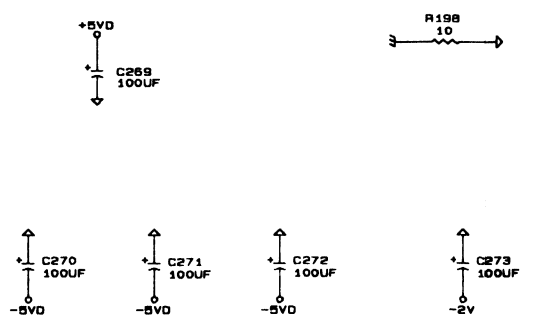 +5VD
+ C269
100UF
R198
10
+ C270
100UF
-5VD
+ C271
100UF
-5VD
+ C272
100UF
-5VD
+ C273
100UF
-2V